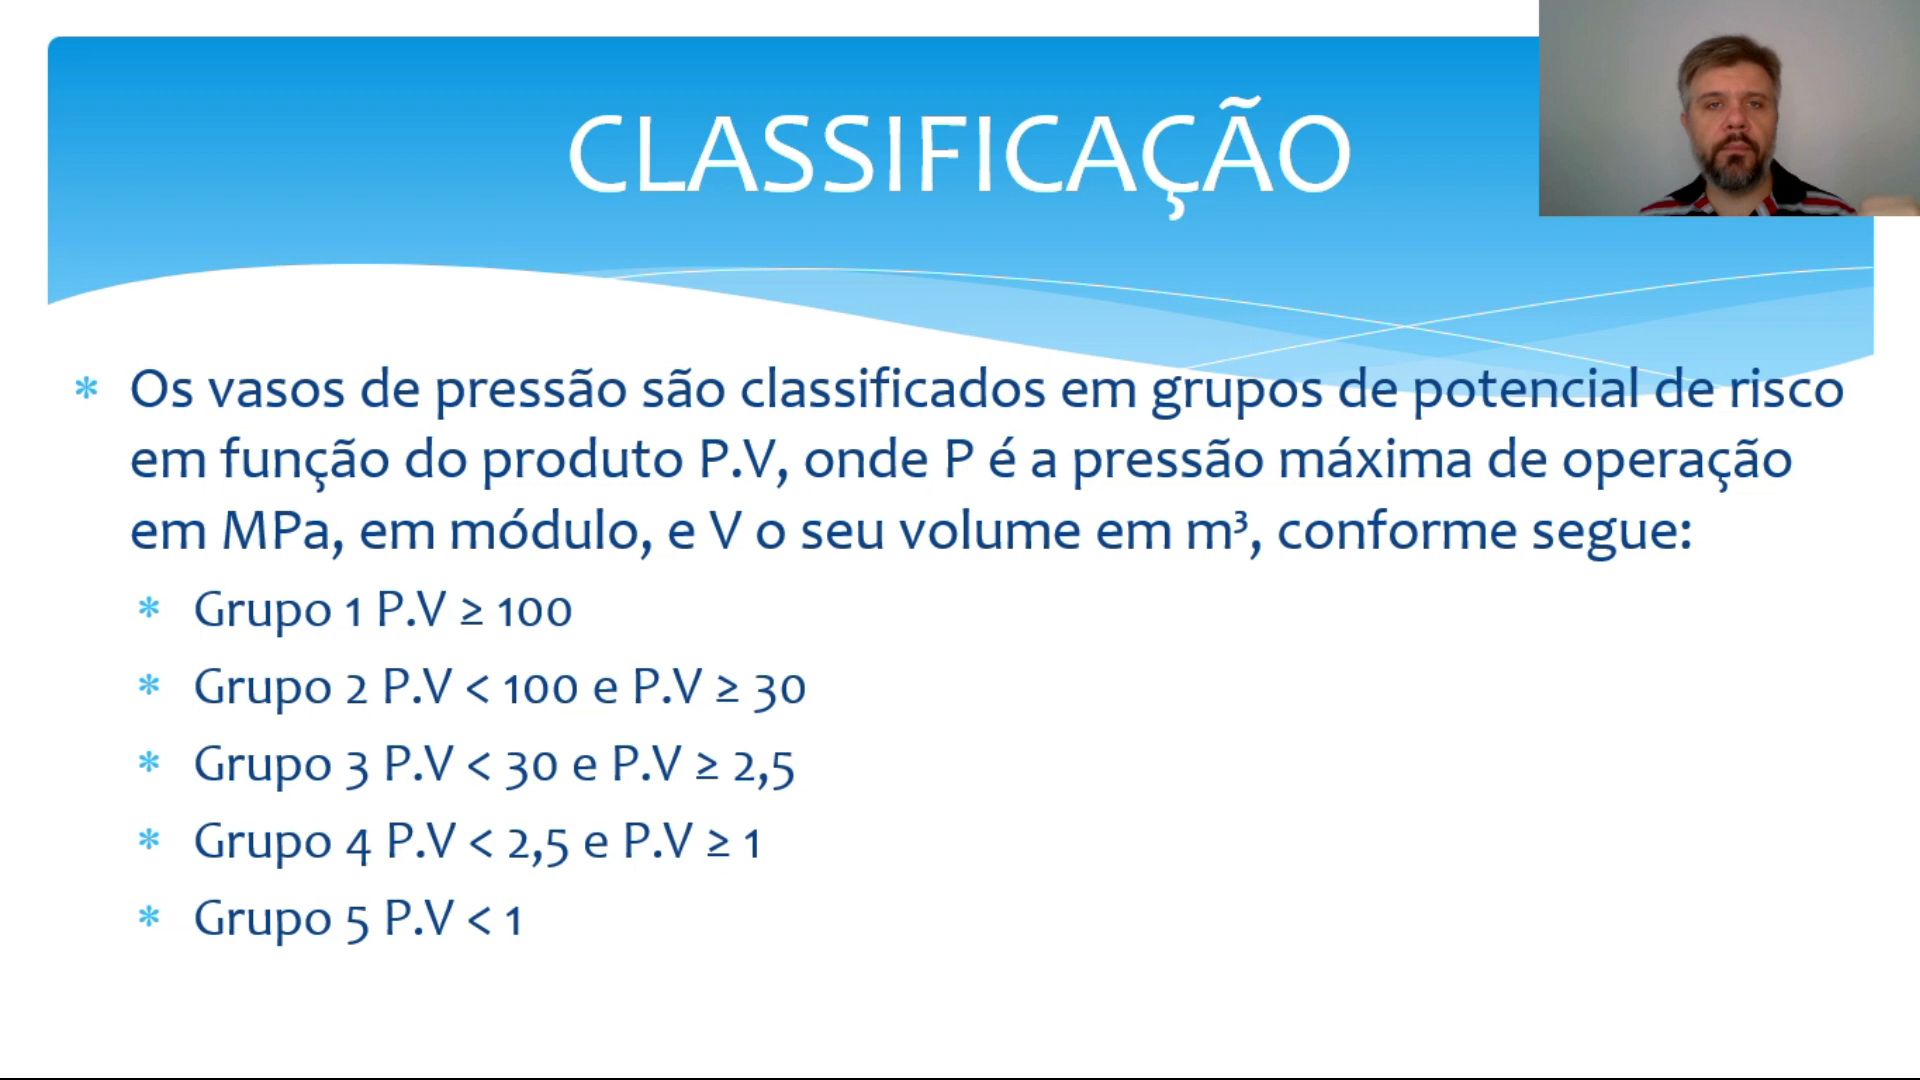 CLASSIFICAÇÃO
* Os vasos de pressão são classificados em grupos de potencial de risco
em função do produto P.V, onde P é a pressão máxima de operação
em MPa, em módulo, e V o seu volume em m³, conforme segue:
* Grupo 1 P.V ≥ 100
* Grupo 2 P.V < 100 e P.V ≥ 30
* Grupo 3 P.V < 30 e P.V ≥ 2,5
* Grupo 4 P.V < 2,5 e P.V ≥ 1
* Grupo 5 P.V < 1